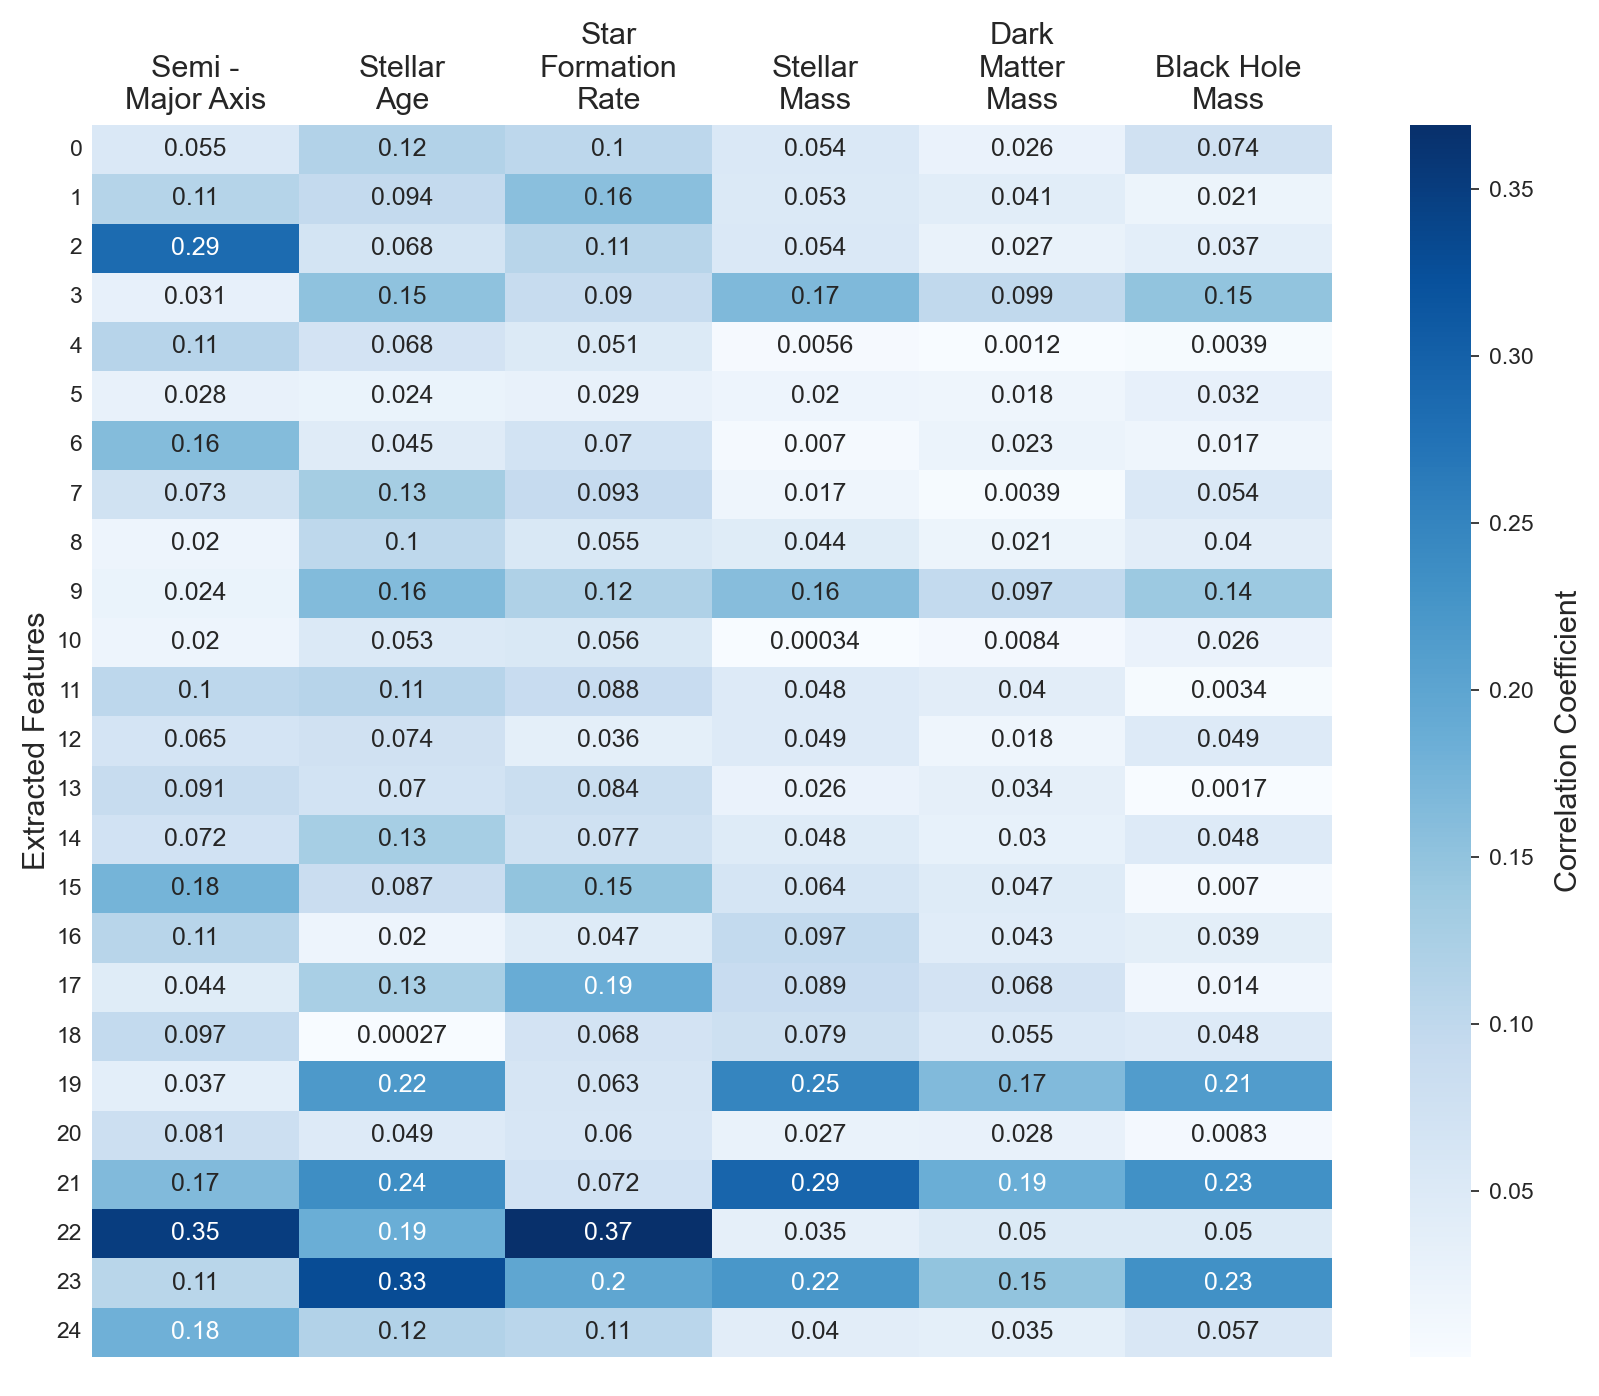 Semi -
Major Axis
Stellar
Age
Star
Formation
Rate
Stellar
Mass
Dark
Matter
Mass
Black Hole
Mass
0 0.055 0.12 0.1 0.054 0.026 0.074
1 0.11 0.094 0.16 0.053 0.041 0.021
2 0.29 0.068 0.11 0.054 0.027 0.037
3 0.031 0.15 0.09 0.17 0.099 0.15
4 0.11 0.068 0.051 0.0056 0.0012 0.0039
5 0.028 0.024 0.029 0.02 0.018 0.032
6 0.16 0.045 0.07 0.007 0.023 0.017
7 0.073 0.13 0.093 0.017 0.0039 0.054
8 0.02 0.1 0.055 0.044 0.021 0.04
9 0.024 0.16 0.12 0.16 0.097 0.14
10 0.02 0.053 0.056 0.00034 0.0084 0.026
11 0.1 0.11 0.088 0.048 0.04 0.0034
12 0.065 0.074 0.036 0.049 0.018 0.049
13 0.091 0.07 0.084 0.026 0.034 0.0017
14 0.072 0.13 0.077 0.048 0.03 0.048
15 0.18 0.087 0.15 0.064 0.047 0.007
16 0.11 0.02 0.047 0.097 0.043 0.039
17 0.044 0.13 0.19 0.089 0.068 0.014
18 0.097 0.00027 0.068 0.079 0.055 0.048
19 0.037 0.22 0.063 0.25 0.17 0.21
20 0.081 0.049 0.06 0.027 0.028 0.0083
21 0.17 0.24 0.072 0.29 0.19 0.23
22 0.35 0.19 0.37 0.035 0.05 0.05
23 0.11 0.33 0.2 0.22 0.15 0.23
24 0.18 0.12 0.11 0.04 0.035 0.057
Extracted Features
0.35
0.30
0.25
0.20
0.15
0.10
0.05
Correlation Coefficient